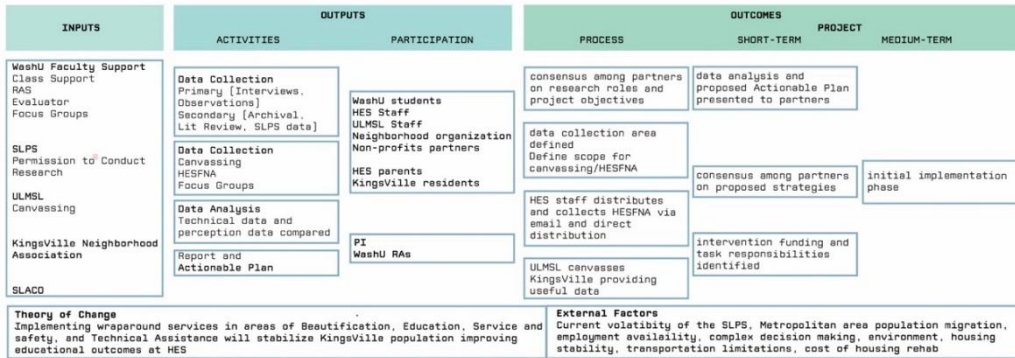 INPUTS
OUTPUTS
ACTIVITIES
PARTICIPATION
OUTCOMES
PROJECT
PROCESS
SHORT-TERM
MEDIUM-TERM
WashU Faculty Support
Class Support
RAS
Evaluator
Focus Groups
SLPS
Permission to Conduct
Research
ULMSL
Canvassing
KingsVille Neighborhood
Association
SLACO
Data Collection
Primary [Interviews,
Observations]
Secondary [Archival,
Lit Review, SLPS data]
Data Collection
Canvassing
HESFNA
Focus Groups
Data Analysis
Technical data and
perception data compared
Report and
Actionable Plan
WashU students
HES Staff
ULMSL Staff
Neighborhood organization
Non-profits partners
HES parents
KingsVille residents
PI
WashU RAs
consensus among partners
on research roles and
project objectives
data collection area
defined
Define scope for
canvassing/HESFNA
HES staff distributes
and collects HESFNA via
email and direct
distribution
ULMSL canvasses
KingsVille providing
useful data
data analysis and
proposed Actionable Plan
presented to partners
consensus among partners
on proposed strategies
intervention funding and
task responsibilities
identified
initial implementation
phase
Theory of Change
Implementing wraparound services in areas of Beautification, Education, Service and
safety, and Technical Assistance will stabilize KingsVille population improving
educational outcomes at HES
External Factors
Current volatibity of the SLPS, Metropolitan area population migration,
employment availaility, complex decision making, environment, housing
stability, transportation limitations, cost of housing rehab